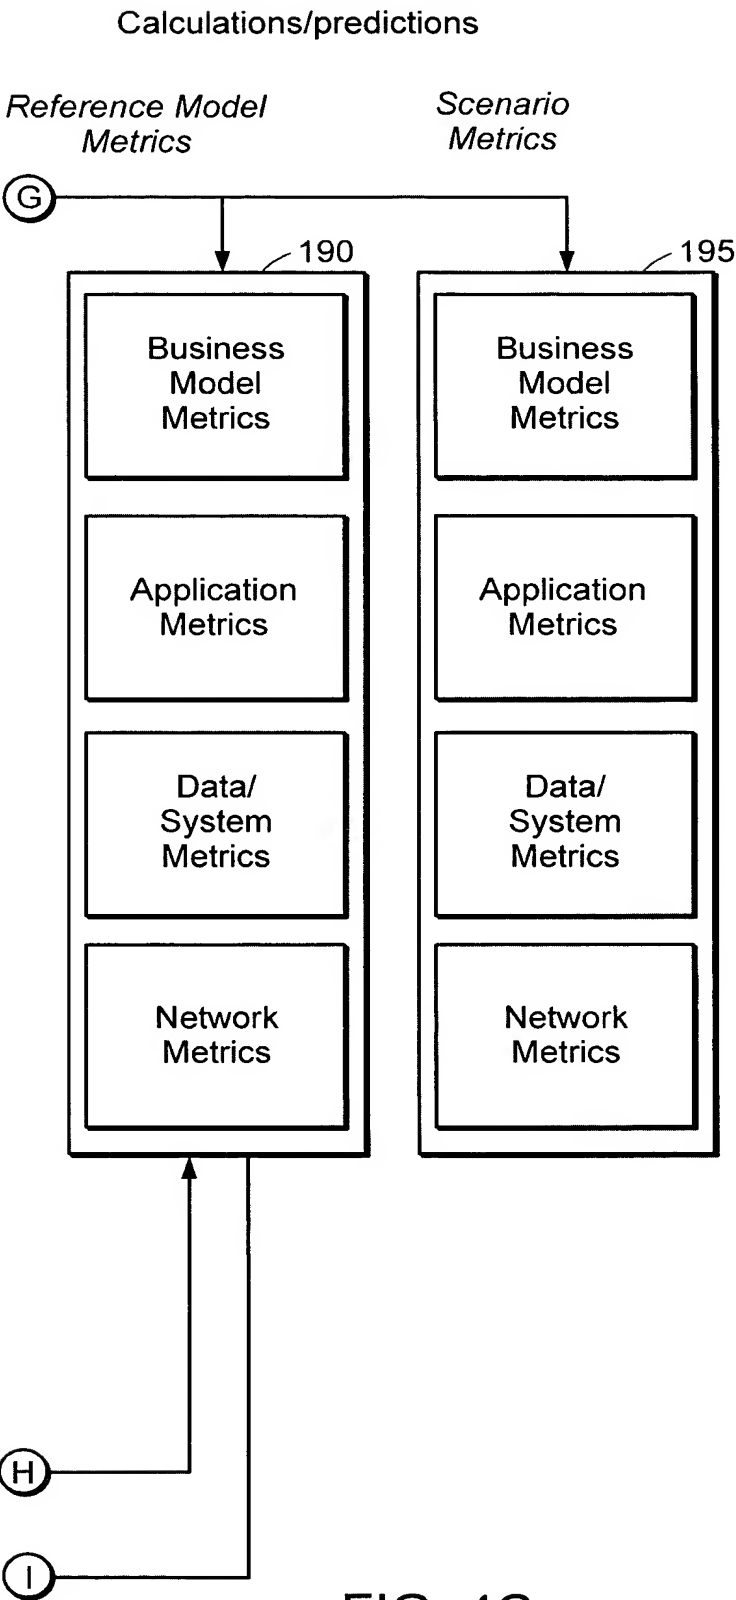 Calculations/predictions
Reference Model
Metrics
Scenario
Metrics
G
190
195
Business
Model
Metrics
Business
Model
Metrics
Application
Metrics
Application
Metrics
Data/
System
Metrics
Data/
System
Metrics
Network
Metrics
Network
Metrics
H
I